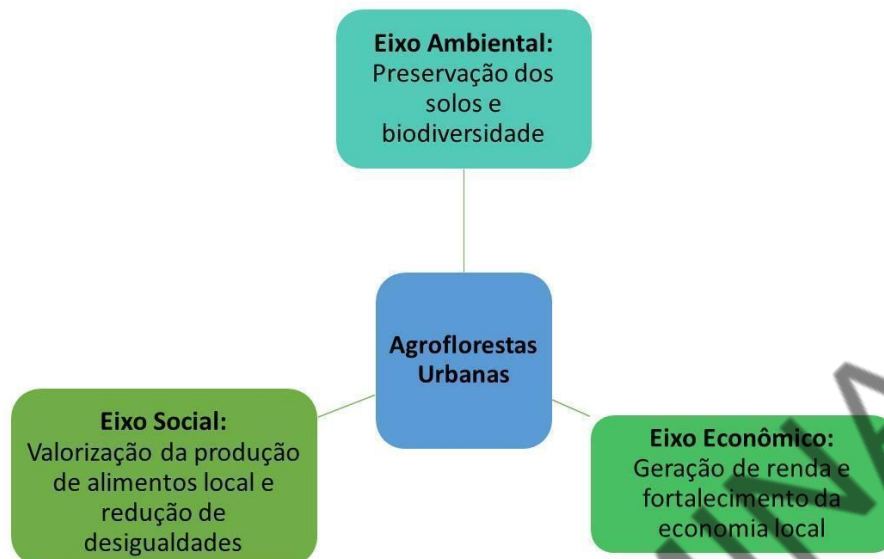 Eixo Ambiental:
Preservação dos
solos e
biodiversidade
Agroflorestas
Urbanas
Eixo Social:
Valorização da produção
de alimentos local e
redução de
desigualdades
Eixo Econômico:
Geração de renda e
fortalecimento da
economia local